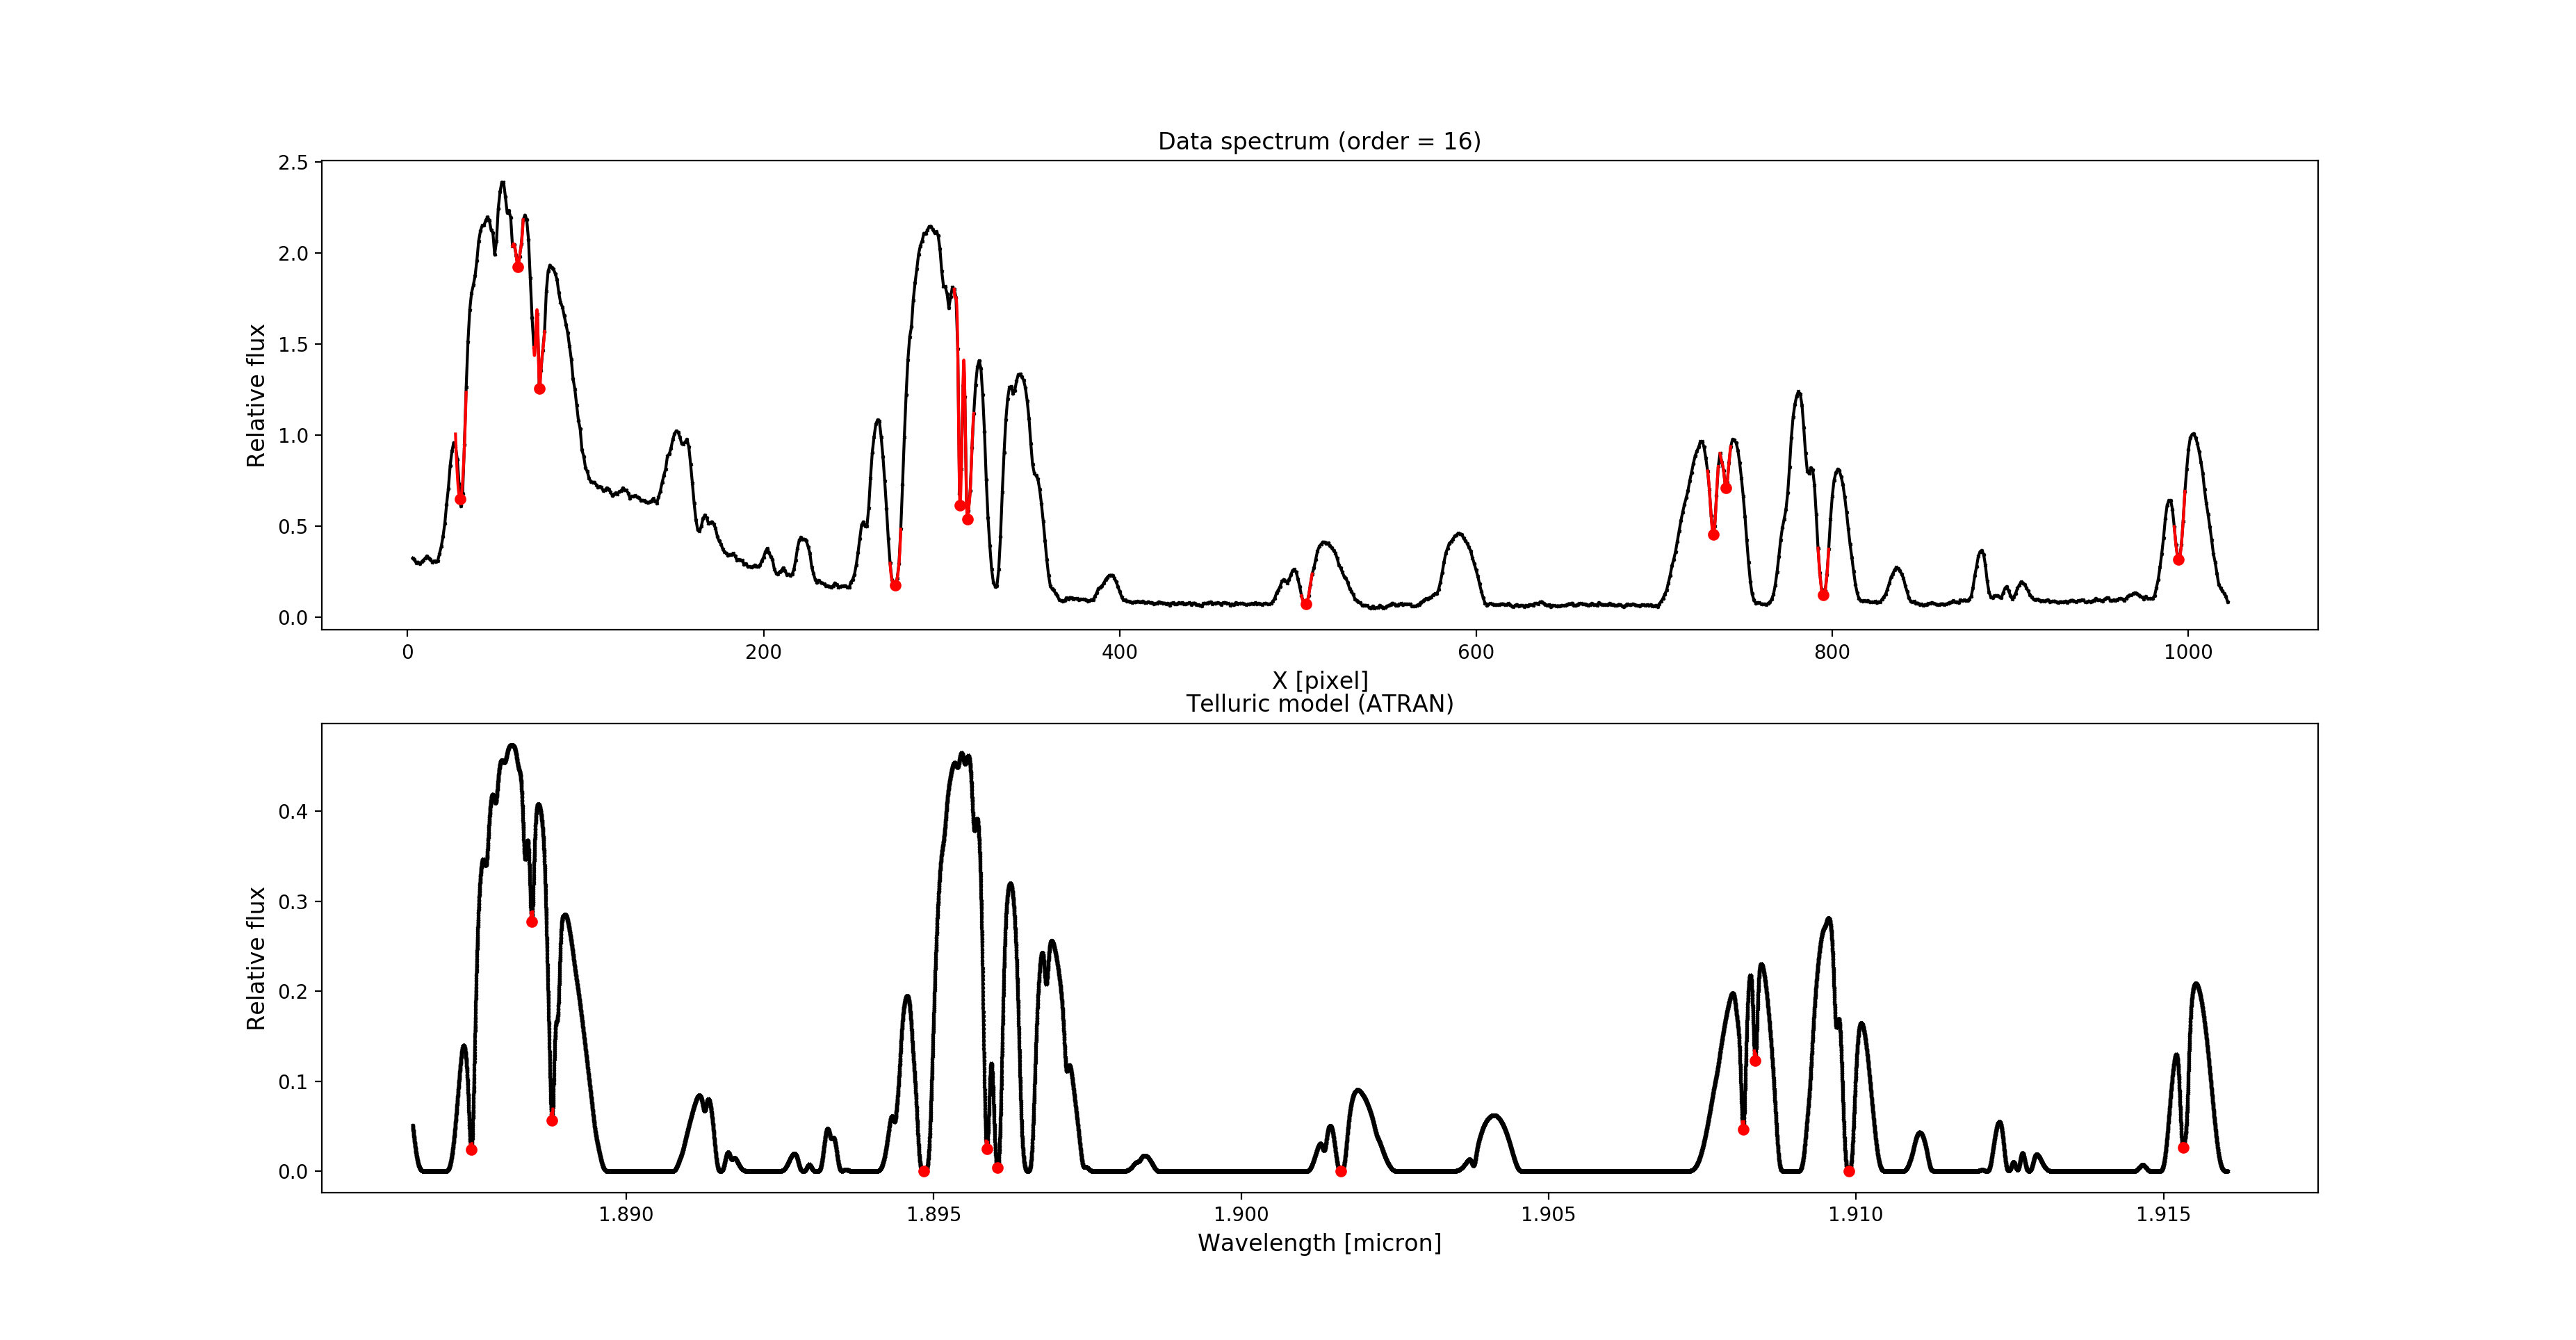 Data spectrum (order = 16)
2.5
2.0
1.5
1.0
0.5
0.0
Relative flux
0 200 400 600 800 1000
X [pixel]
Telluric model (ATRAN)
0.4
0.3
0.2
0.1
0.0
Relative flux
1.890 1.895 1.900 1.905 1.910 1.915
Wavelength [micron]